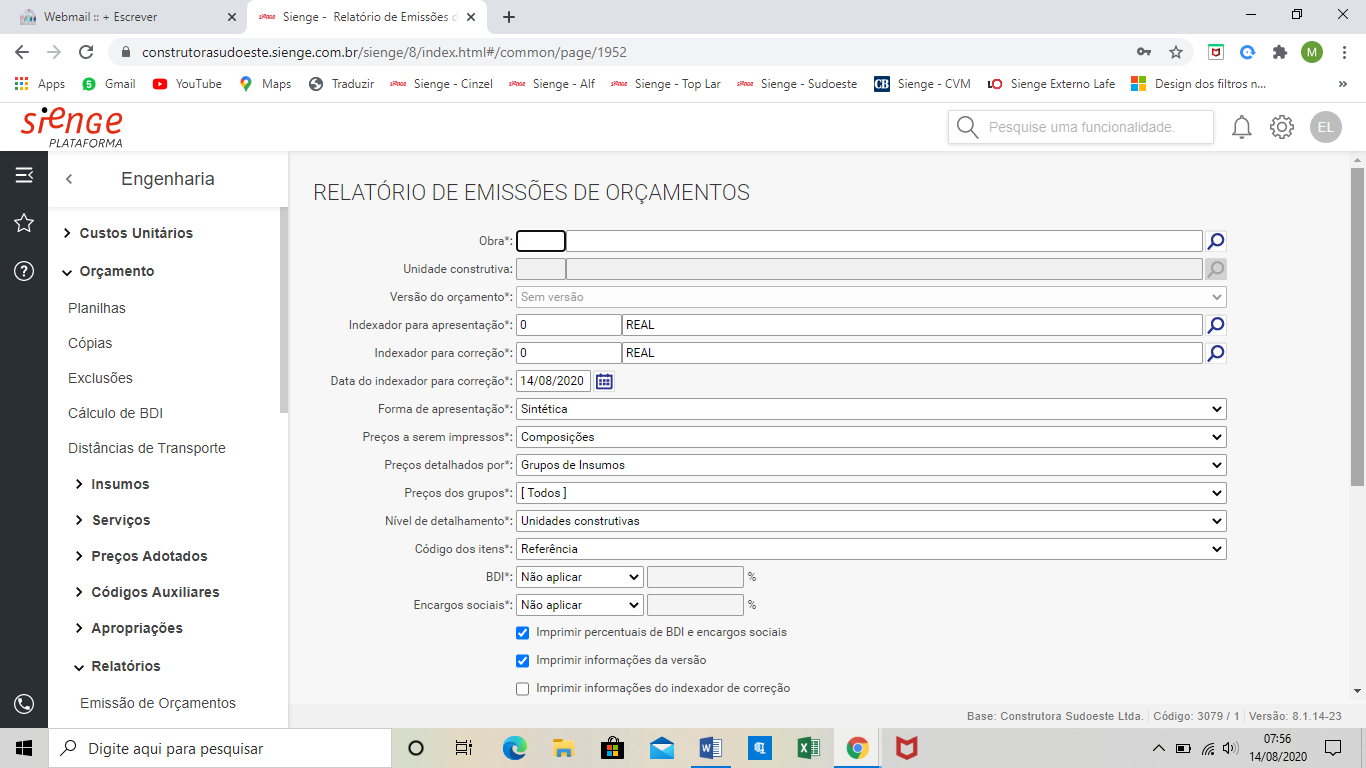 Webmail :: + Escrever
Sienge - Relatório de Emissões d
construtorasudoeste.sienge.com.br/sienge/8/index.html#/common/page/1952
M
Apps
Gmail
YouTube
Maps
Traduzir
Sienge - Cinzel
Sienge - Alf
Sienge - Top Lar
Sienge - Sudoeste
Sienge - CVM
Sienge Externo Lafe
Design dos filtros n...
sienge
PLATAFORMA
Pesquise uma funcionalidade.
EL
Engenharia
Custos Unitários
Orçamento
Planilhas
Cópias
Exclusões
Cálculo de BDI
Distâncias de Transporte
Insumos
Serviços
Preços Adotados
Códigos Auxiliares
Apropriações
Relatórios
Emissão de Orçamentos
RELATÓRIO DE EMISSÕES DE ORÇAMENTOS
Obra*:
Unidade construtiva:
Versão do orçamento*: Sem versão
Indexador para apresentação*: 0 REAL
Indexador para correção*: 0 REAL
Data do indexador para correção*: 14/08/2020
Forma de apresentação*: Sintética
Preços a serem impressos*: Composições
Preços detalhados por*: Grupos de Insumos
Preços dos grupos*: [ Todos ]
Nível de detalhamento*: Unidades construtivas
Código dos itens*: Referência
BDI*: Não aplicar %
Encargos sociais*: Não aplicar %
Imprimir percentuais de BDI e encargos sociais
Imprimir informações da versão
Imprimir informações do indexador de correção
Base: Construtora Sudoeste Ltda. | Código: 3079 / 1 | Versão: 8.1.14-23
Digite aqui para pesquisar
07:56
14/08/2020